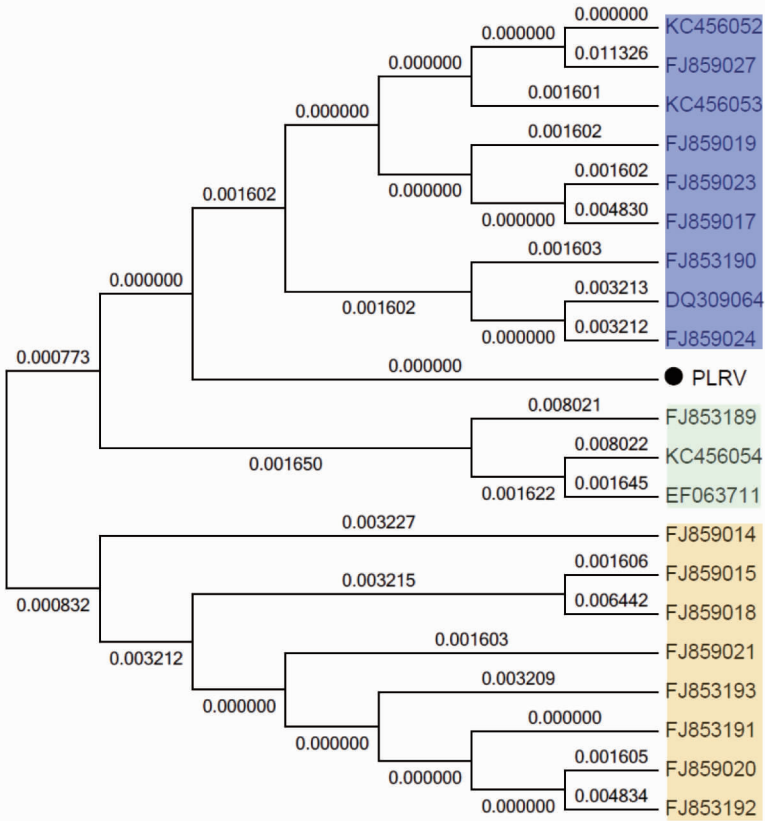 0.000000
KC456052
0.000000
0.011326
FJ859027
0.000000
0.001601
KC456053
0.000000
0.001602
FJ859019
0.001602
0.000000
0.001602
FJ859023
0.004830
0.000000
FJ859017
0.000000
0.001603
FJ853190
0.001602
0.003213
DQ309064
0.003212
0.000000
FJ859024
0.000773
0.000000
PLRV
0.008021
FJ853189
0.001650
0.008022
KC456054
0.001645
0.001622
EF063711
0.003227
FJ859014
0.001606
FJ859015
0.003215
0.006442
0.000832
FJ859018
0.003212
0.001603
FJ859021
0.003209
FJ853193
0.000000
0.000000
FJ853191
0.000000
0.001605
FJ859020
0.000000
0.004834
0.000000
FJ853192